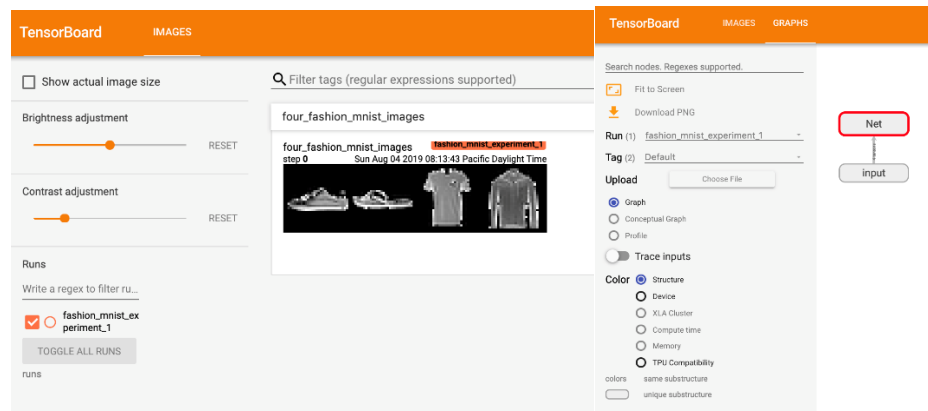 TensorBoard IMAGES
Show actual image size
Brightness adjustment
RESET
Contrast adjustment
RESET
Runs
Write a regex to filter ru...
fashion_mnist_ex
periment_1
TOGGLE ALL RUNS
runs
Filter tags (regular expressions supported)
four_fashion_mnist_images
four_fashion_mnist_images fashion_mnist_experiment_1
step 0 Sun Aug 04 2019 08:13:43 Pacific Daylight Time
TensorBoard IMAGES GRAPHS
Search nodes. Regexes supported.
Fit to Screen
Download PNG
Run (1) fashion_mnist_experiment_1
Tag (2) Default
Upload Choose File
Graph
Conceptual Graph
Profile
Trace inputs
Color Structure
Device
XLA Cluster
Compute time
Memory
TPU Compatibility
colors same substructure
unique substructure
Net
input